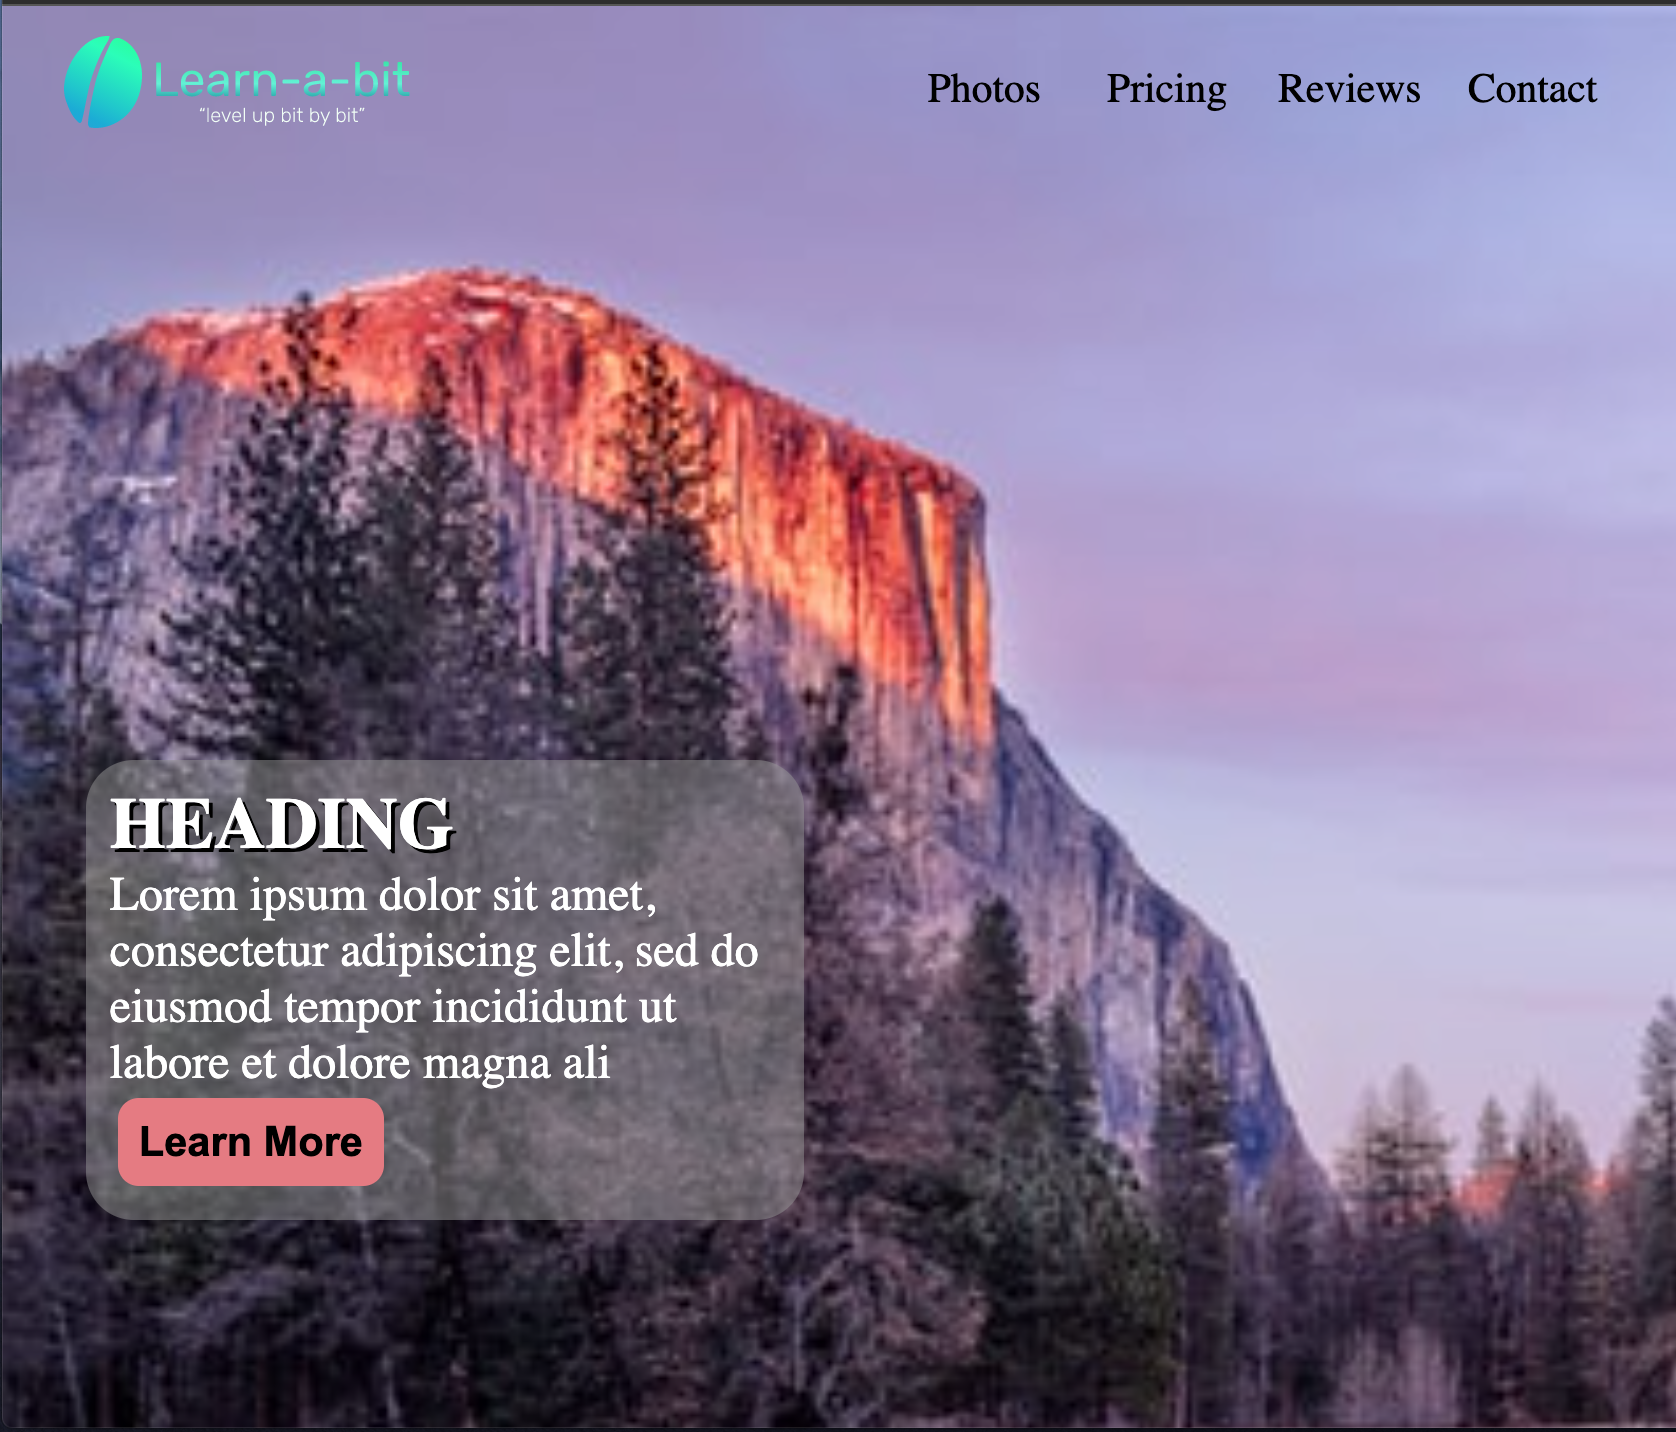 Learn-a-bit
“level up bit by bit”
Photos Pricing Reviews Contact
HEADING
Lorem ipsum dolor sit amet,
consectetur adipiscing elit, sed do
eiusmod tempor incididunt ut
labore et dolore magna ali
Learn More